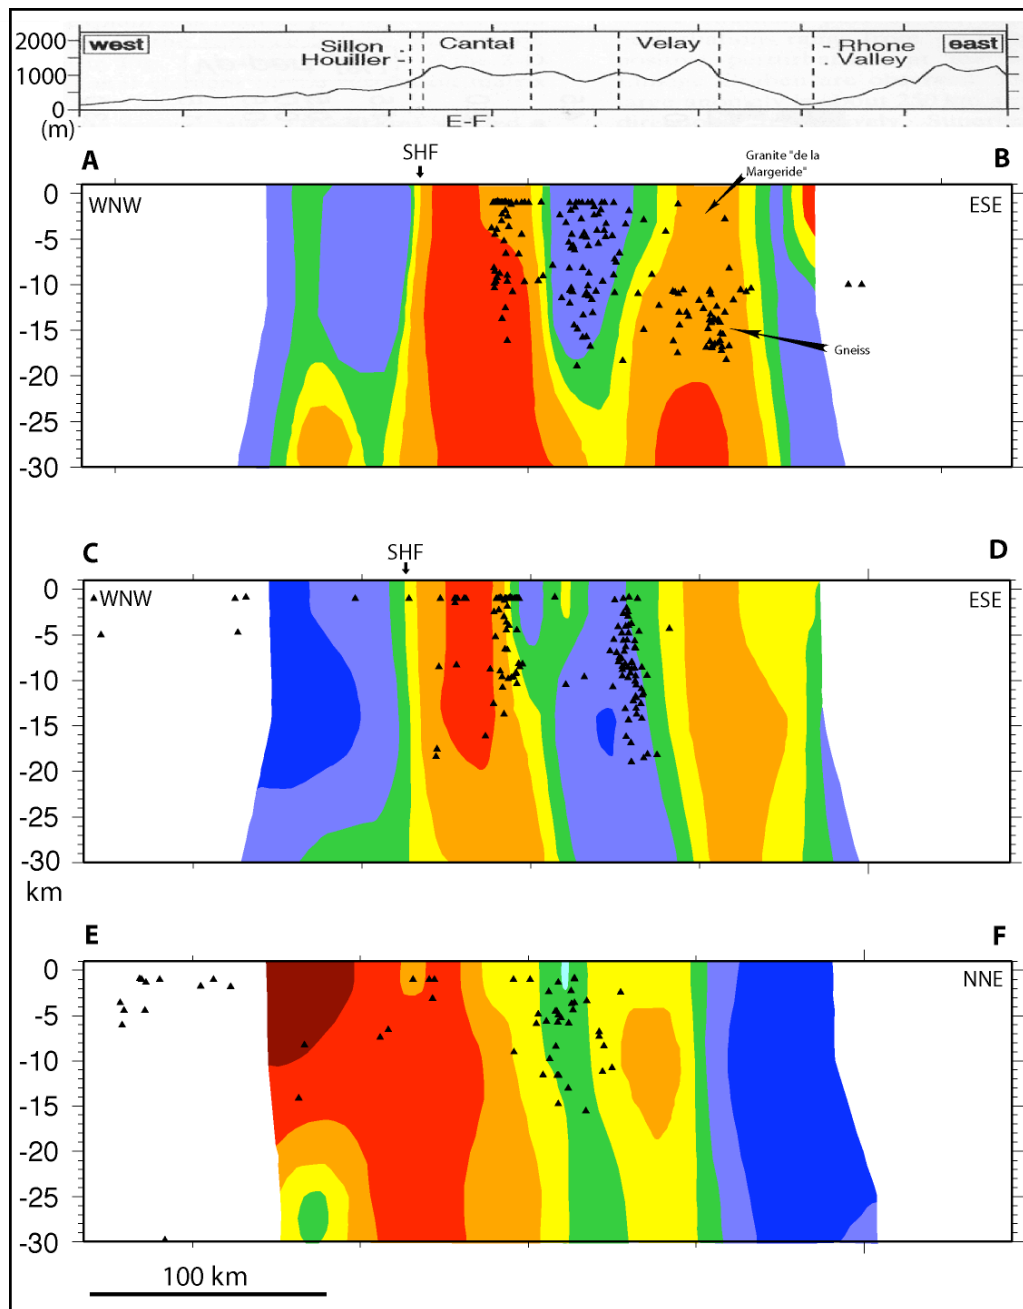 2000
1000
0
(m)
west
Sillon
Houiller
Cantal
Velay
Rhone
Valley
east
E-F
A
SHF
Granite "de la
Margeride"
B
0
-5
-10
-15
-20
-25
-30
WNW
ESE
Gneiss
C
SHF
D
0
-5
-10
-15
-20
-25
-30
WNW
ESE
km
E
F
0
-5
-10
-15
-20
-25
-30
NNE
100 km